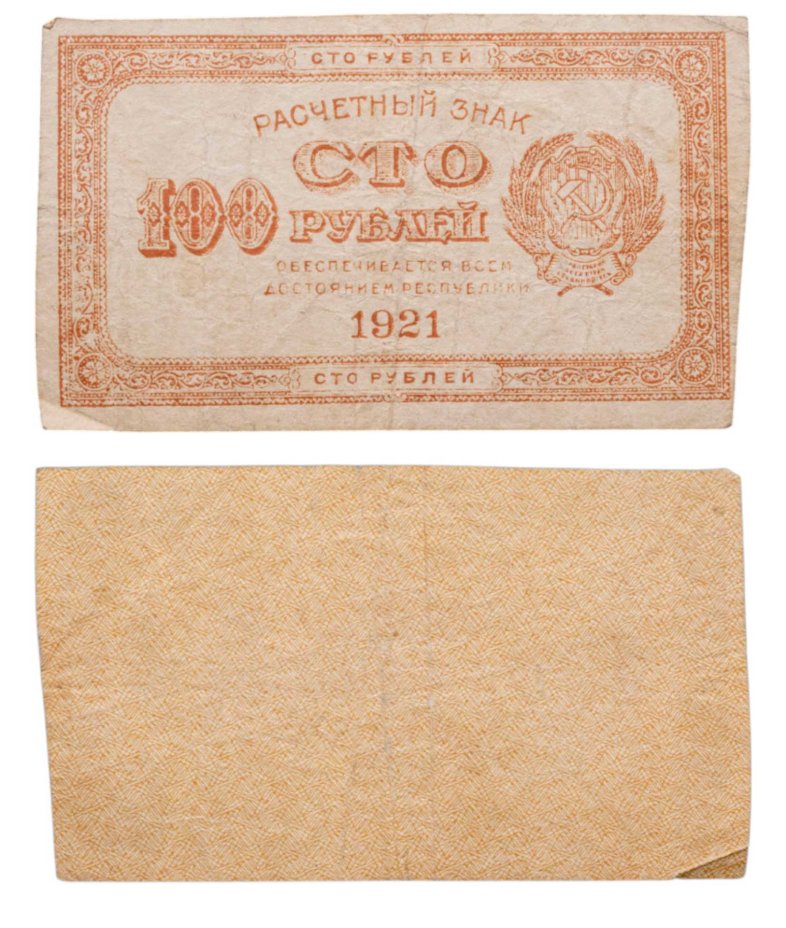 СТО РУБЛЕЙ
РАСЧЕТНЫЙ ЗНАК
100
СТО
РУБЛЕЙ
ОБЕСПЕЧИВАЕТСЯ ВСЕМ
ДОСТОЯНИЕМ РЕСПУБЛИКИ
1921
СТО РУБЛЕЙ